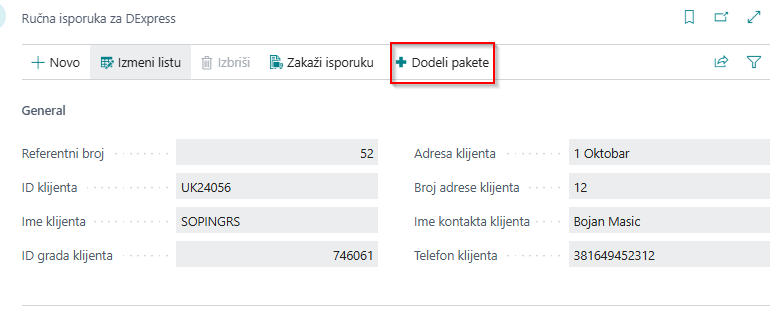 Ručna isporuka za DExpress
Novo Izmeni listu Izbriši Zakaži isporuku Dodeli pakete
General
Referentni broj 52 Adresa klijenta 1 Oktobar
ID klijenta UK24056 Broj adrese klijenta 12
Ime klijenta SOPINGRS Ime kontakta klijenta Bojan Masic
ID grada klijenta 746061 Telefon klijenta 381649452312